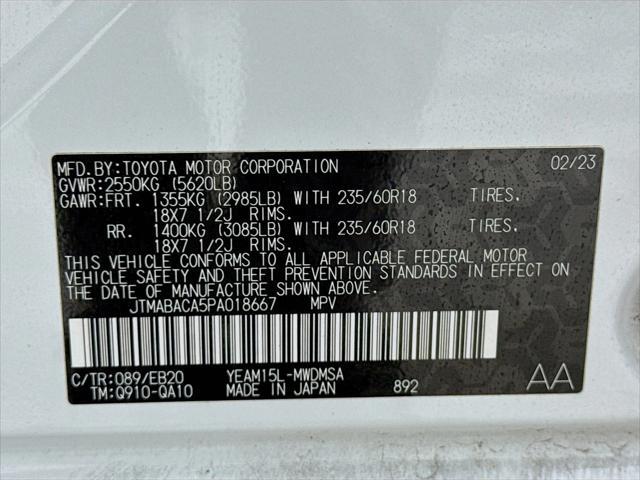 MFD.BY:TOYOTA MOTOR CORPORATION 02/23
GVWR:2550KG (5620LB)
GAWR:FRT. 1355KG (2985LB) WITH 235/60R18 TIRES.
18X7 1/2J RIMS.
RR. 1400KG (3085LB) WITH 235/60R18 TIRES.
18X7 1/2J RIMS.
THIS VEHICLE CONFORMS TO ALL APPLICABLE FEDERAL MOTOR
VEHICLE SAFETY AND THEFT PREVENTION STANDARDS IN EFFECT ON
THE DATE OF MANUFACTURE SHOWN ABOVE.
JTMABACA5PA018667 MPV
C/TR:089/EB20 YEAM15L-MWDMSA AA
TM:Q910-QA10 MADE IN JAPAN 892